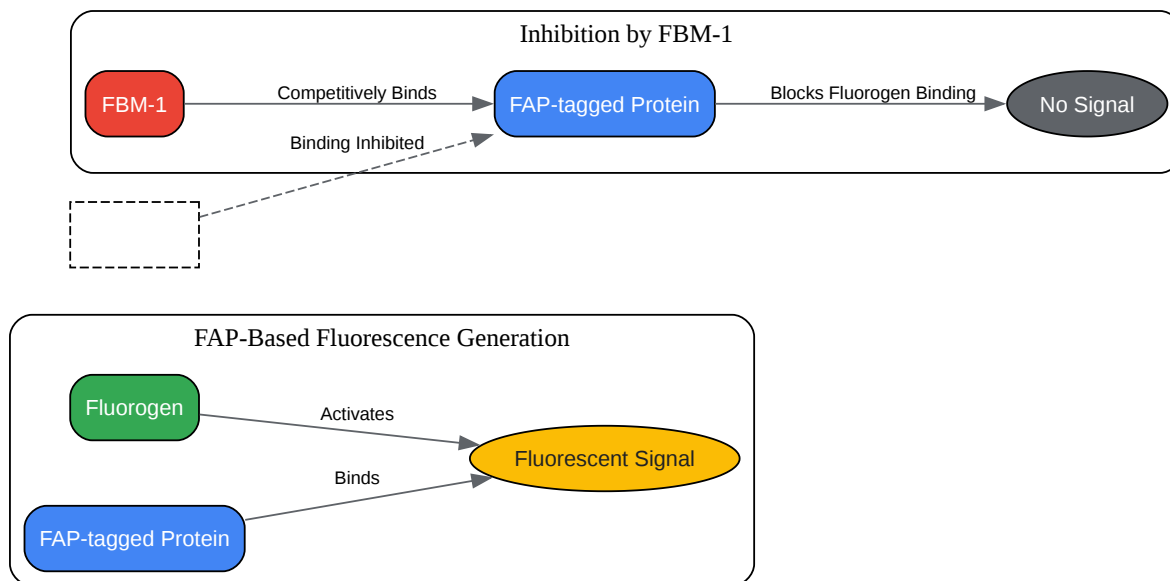 Inhibition by FBM-1
FBM-1
Competitively Binds
FAP-tagged Protein
Blocks Fluorogen Binding
No Signal
Binding Inhibited
FAP-Based Fluorescence Generation
Fluorogen
Activates
Fluorescent Signal
Binds
FAP-tagged Protein